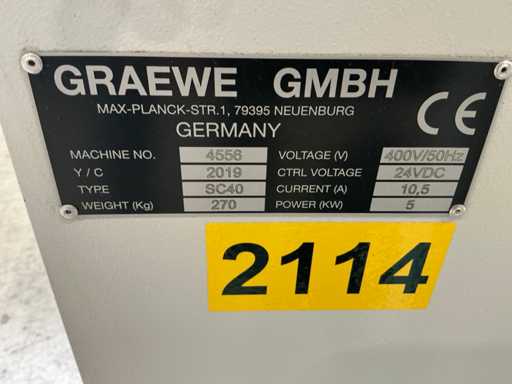 GRAEWE GMBH
MAX-PLANCK-STR.1, 79395 NEUENBURG
GERMANY
CE
MACHINE NO. 4556 VOLTAGE (V) 400V/50Hz
Y / C 2019 CTRL VOLTAGE 24VDC
TYPE SC40 CURRENT (A) 10,5
WEIGHT (Kg) 270 POWER (KW) 5
2114